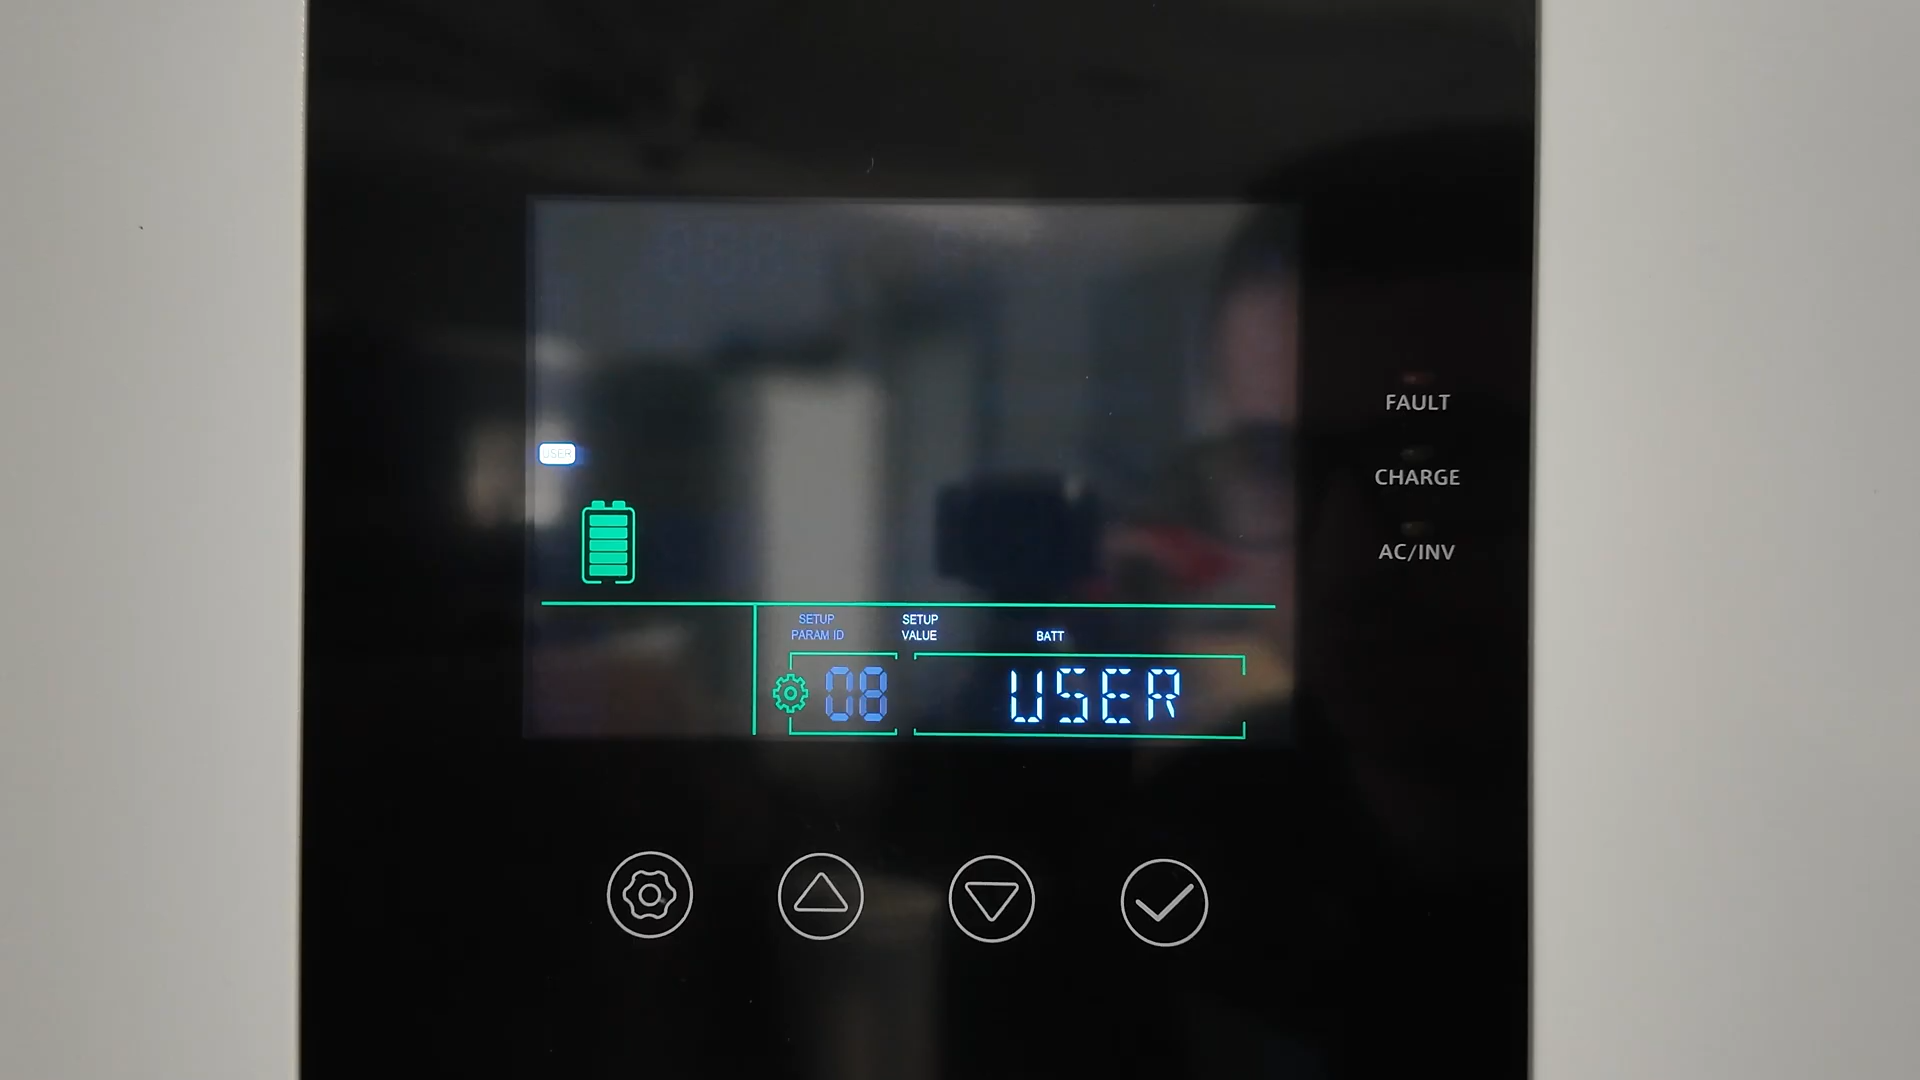 FAULT
USER
CHARGE
AC/INV
SETUP
PARAM ID
SETUP
VALUE
BATT
08
USER